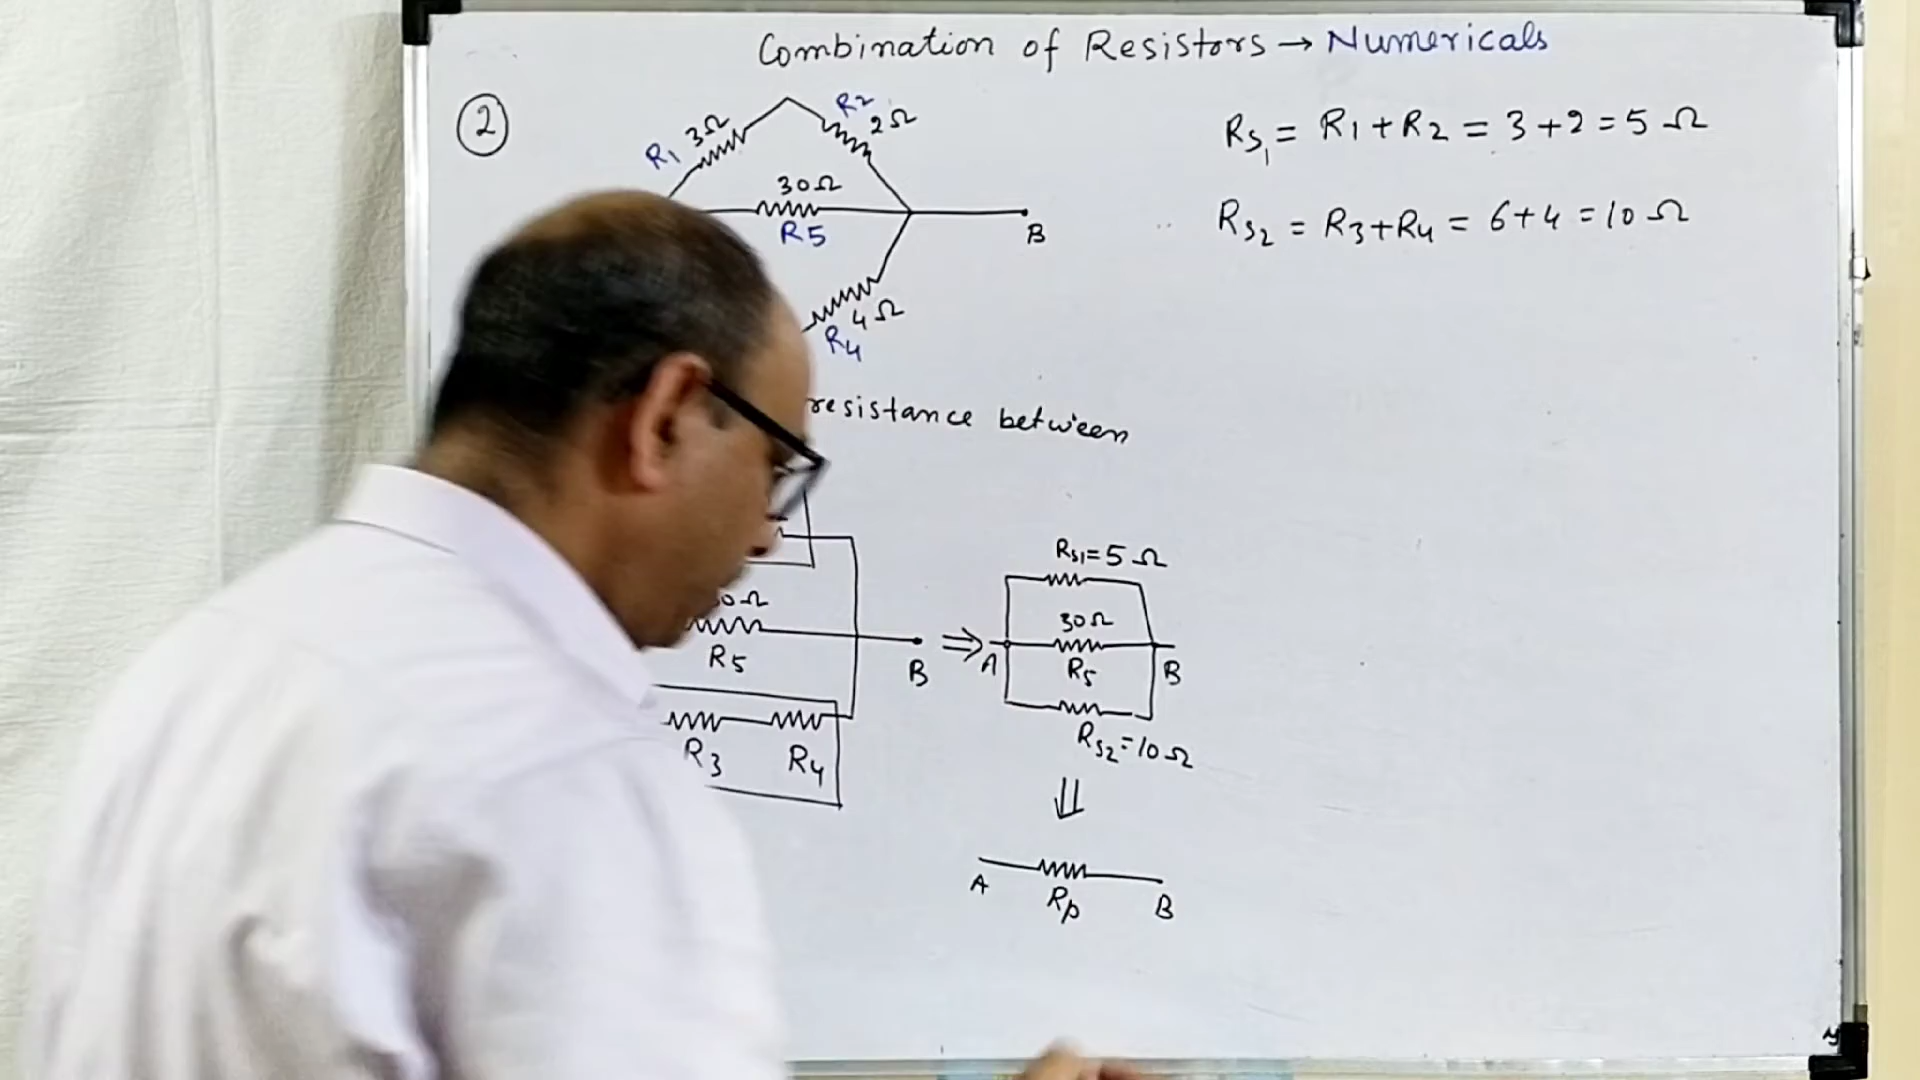 Combination of Resistors → Numericals
2
R1 3Ω
R2 2Ω
30Ω
R5
B
4Ω
R4
resistance between
R5
B
R3 R4
Rs1 = R1 + R2 = 3 + 2 = 5 Ω
Rs2 = R3 + R4 = 6 + 4 = 10 Ω
⇒
Rs1 = 5 Ω
30Ω
A R5 B
Rs2 = 10 Ω
⇓
A Rp B